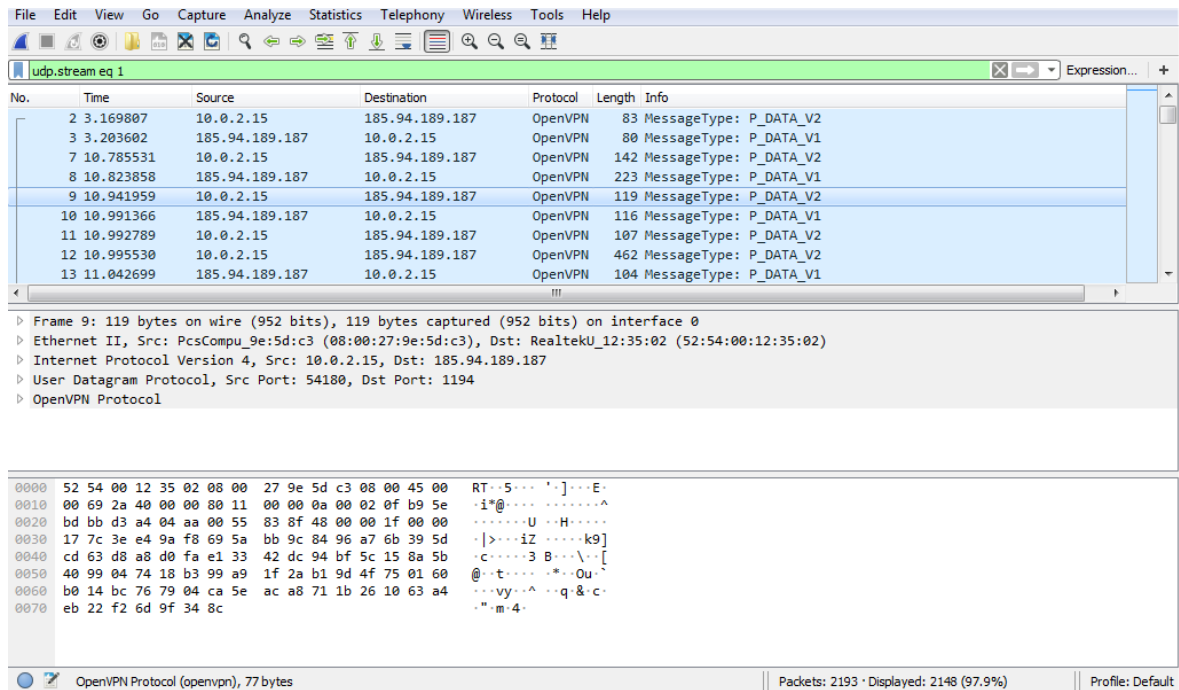 File Edit View Go Capture Analyze Statistics Telephony Wireless Tools Help
udp.stream eq 1 Expression... +
No. Time Source Destination Protocol Length Info
2 3.169807 10.0.2.15 185.94.189.187 OpenVPN 83 MessageType: P_DATA_V2
3 3.203602 185.94.189.187 10.0.2.15 OpenVPN 80 MessageType: P_DATA_V1
7 10.785531 10.0.2.15 185.94.189.187 OpenVPN 142 MessageType: P_DATA_V2
8 10.823858 185.94.189.187 10.0.2.15 OpenVPN 223 MessageType: P_DATA_V1
9 10.941959 10.0.2.15 185.94.189.187 OpenVPN 119 MessageType: P_DATA_V2
10 10.991366 185.94.189.187 10.0.2.15 OpenVPN 116 MessageType: P_DATA_V1
11 10.992789 10.0.2.15 185.94.189.187 OpenVPN 107 MessageType: P_DATA_V2
12 10.995530 10.0.2.15 185.94.189.187 OpenVPN 462 MessageType: P_DATA_V2
13 11.042699 185.94.189.187 10.0.2.15 OpenVPN 104 MessageType: P_DATA_V1
Frame 9: 119 bytes on wire (952 bits), 119 bytes captured (952 bits) on interface 0
Ethernet II, Src: PcsCompu_9e:5d:c3 (08:00:27:9e:5d:c3), Dst: RealtekU_12:35:02 (52:54:00:12:35:02)
Internet Protocol Version 4, Src: 10.0.2.15, Dst: 185.94.189.187
User Datagram Protocol, Src Port: 54180, Dst Port: 1194
OpenVPN Protocol
0000 52 54 00 12 35 02 08 00 27 9e 5d c3 08 00 45 00 RT··5··· '·]···E·
0010 00 69 2a 40 00 00 80 11 00 00 0a 00 02 0f b9 5e ·i*@···· ·······^
0020 bd bb d3 a4 04 aa 00 55 83 8f 48 00 00 1f 00 00 ·······U ··H·····
0030 17 7c 3e e4 9a f8 69 5a bb 9c 84 96 a7 6b 39 5d ·|>···iZ ·····k9]
0040 cd 63 d8 a8 d0 fa e1 33 42 dc 94 bf 5c 15 8a 5b ·c·····3 B···\··[
0050 40 99 04 74 18 b3 99 a9 1f 2a b1 9d 4f 75 01 60 @··t···· ·*··Ou·`
0060 b0 14 bc 76 79 04 ca 5e ac a8 71 1b 26 10 63 a4 ···vy··^ ··q·&·c·
0070 eb 22 f2 6d 9f 34 8c ·"·m·4·
OpenVPN Protocol (openvpn), 77 bytes Packets: 2193 · Displayed: 2148 (97.9%) Profile: Default